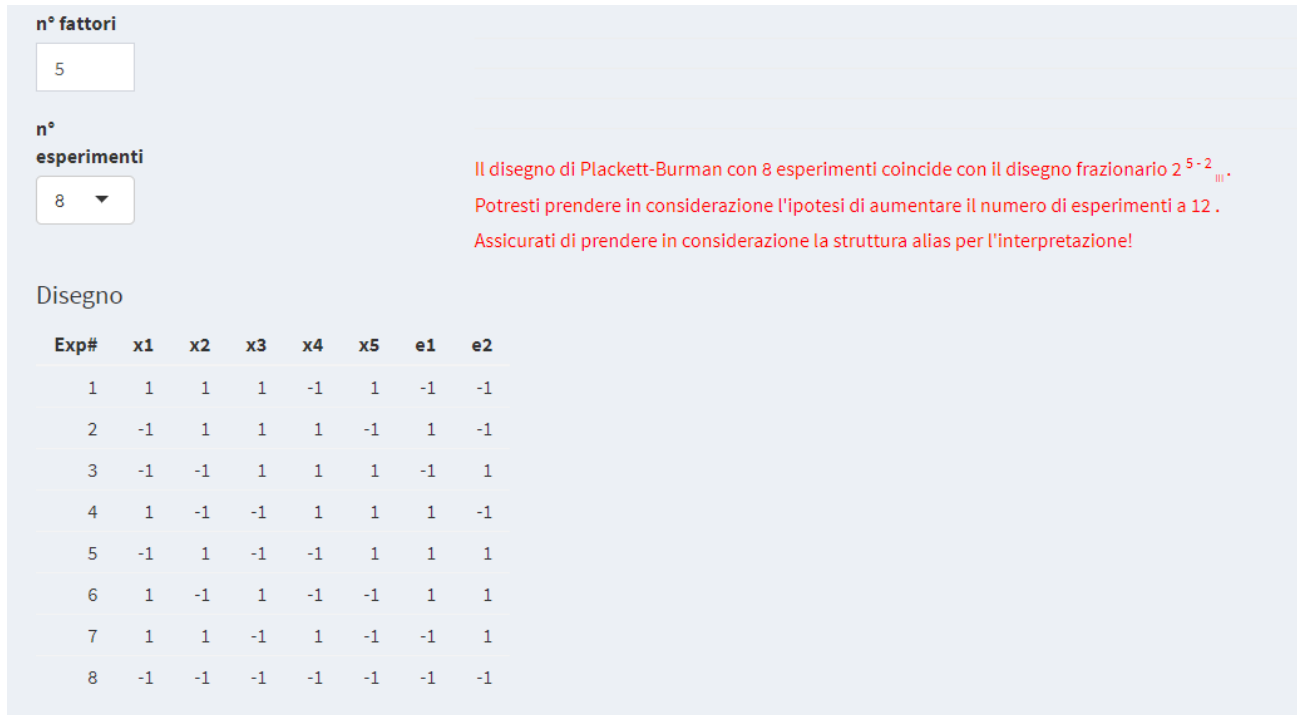 n° fattori
5
n°
esperimenti
8
Il disegno di Plackett-Burman con 8 esperimenti coincide con il disegno frazionario 2 5 - 2 III.
Potresti prendere in considerazione l'ipotesi di aumentare il numero di esperimenti a 12 .
Assicurati di prendere in considerazione la struttura alias per l'interpretazione!
Disegno
Exp# x1 x2 x3 x4 x5 e1 e2
1 1 1 1 -1 1 -1 -1
2 -1 1 1 1 -1 1 -1
3 -1 -1 1 1 1 -1 1
4 1 -1 -1 1 1 1 -1
5 -1 1 -1 -1 1 1 1
6 1 -1 1 -1 -1 1 1
7 1 1 -1 1 -1 -1 1
8 -1 -1 -1 -1 -1 -1 -1